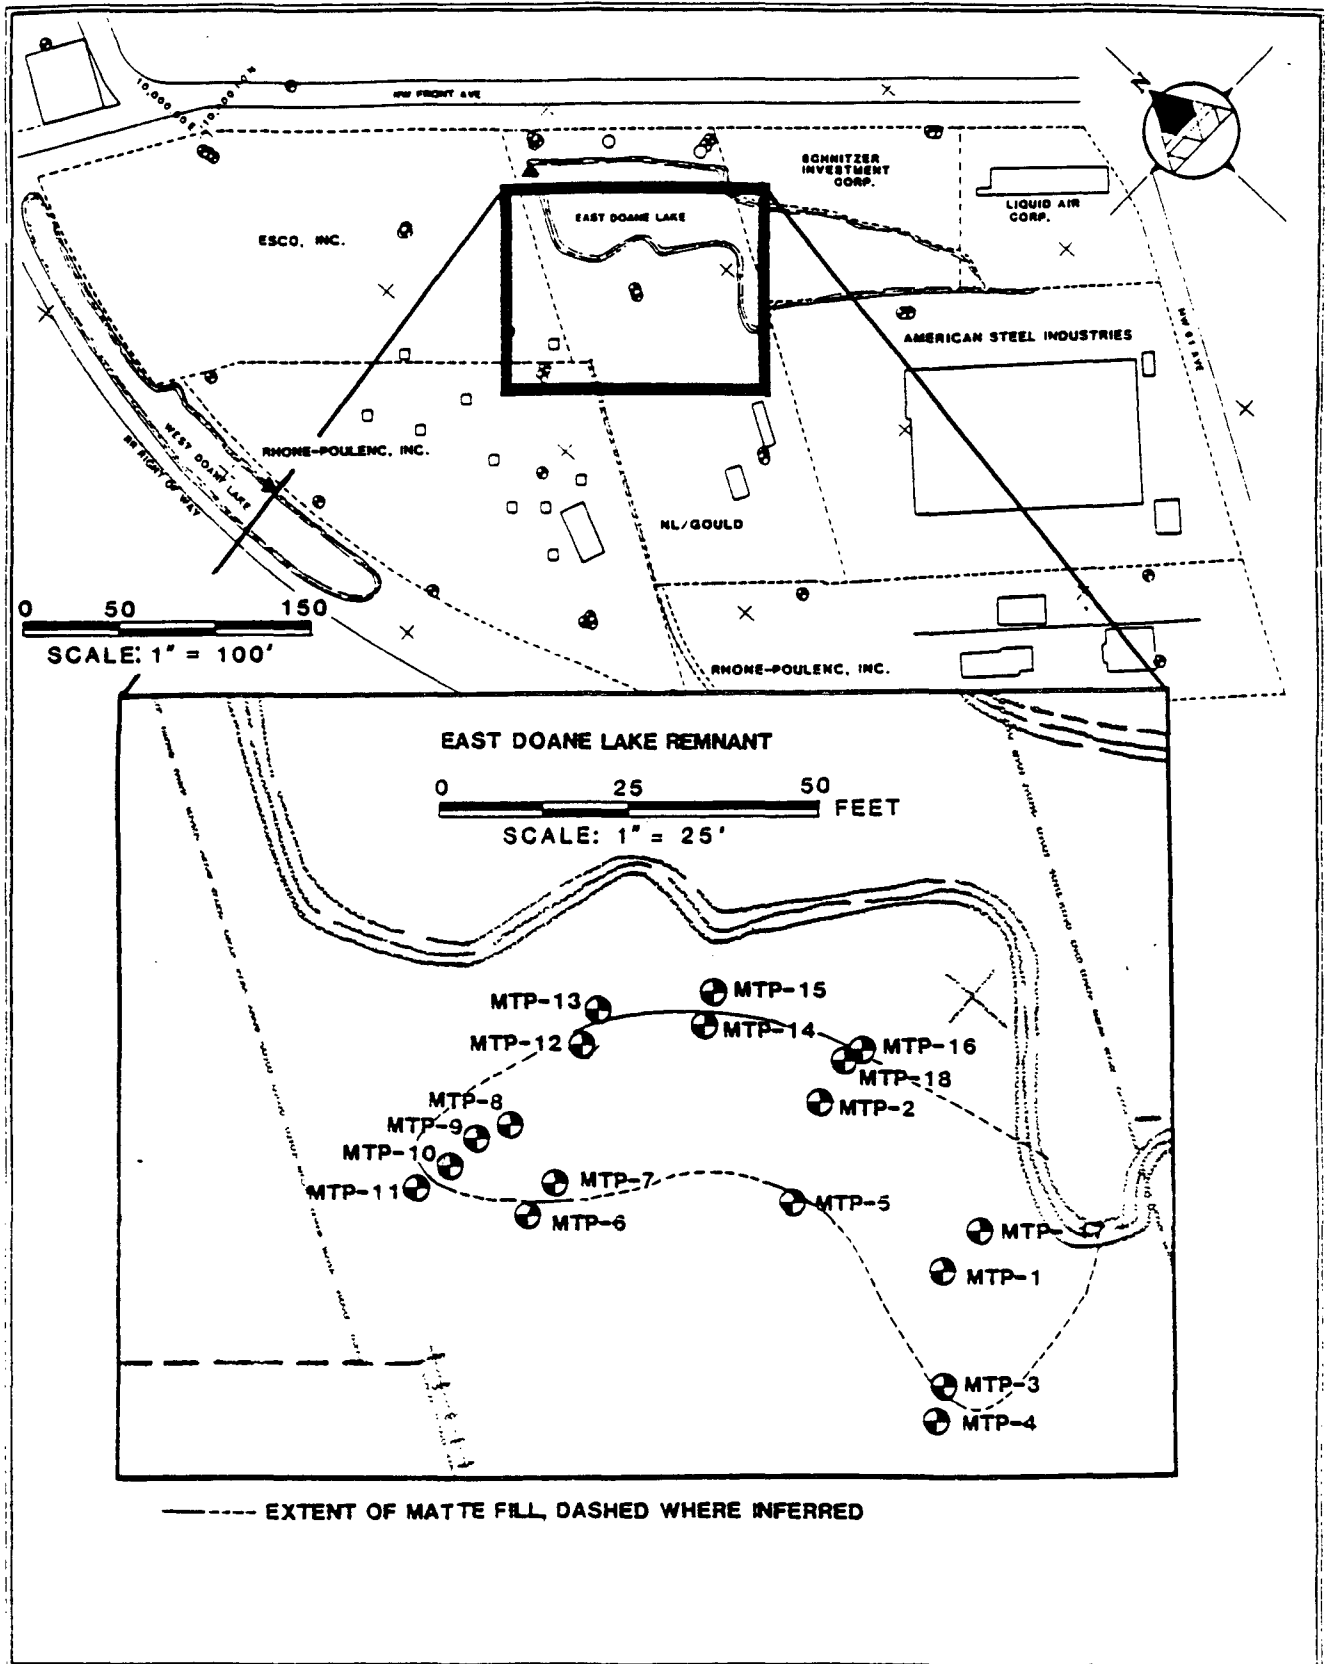 N
NW FRONT AVE
SCHNITZER
INVESTMENT
CORP.
LIQUID AIR
CORP.
EAST DOANE LAKE
ESCO, INC.
AMERICAN STEEL INDUSTRIES
NW 61 AVE
RHONE-POULENC, INC.
WEST DOANE LAKE
RR RIGHT OF WAY
NL/GOULD
0 50 150
SCALE: 1" = 100'
RHONE-POULENC, INC.
EAST DOANE LAKE REMNANT
0 25 50
FEET
SCALE: 1" = 25'
MTP-13
MTP-15
MTP-12
MTP-14
MTP-16
MTP-18
MTP-8
MTP-2
MTP-9
MTP-10
MTP-11
MTP-7
MTP-5
MTP-6
MTP-17
MTP-1
MTP-3
MTP-4
EXTENT OF MATTE FILL, DASHED WHERE INFERRED